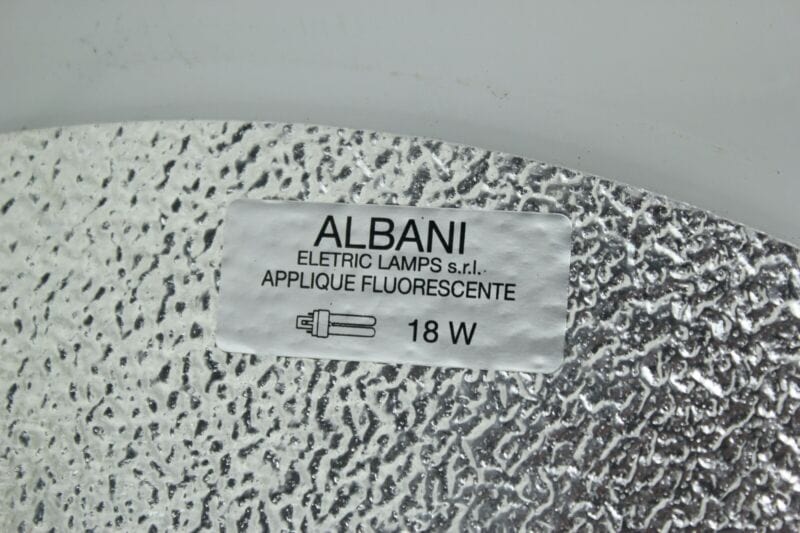 ALBANI
ELETRIC LAMPS s.r.l.
APPLIQUE FLUORESCENTE
18 W